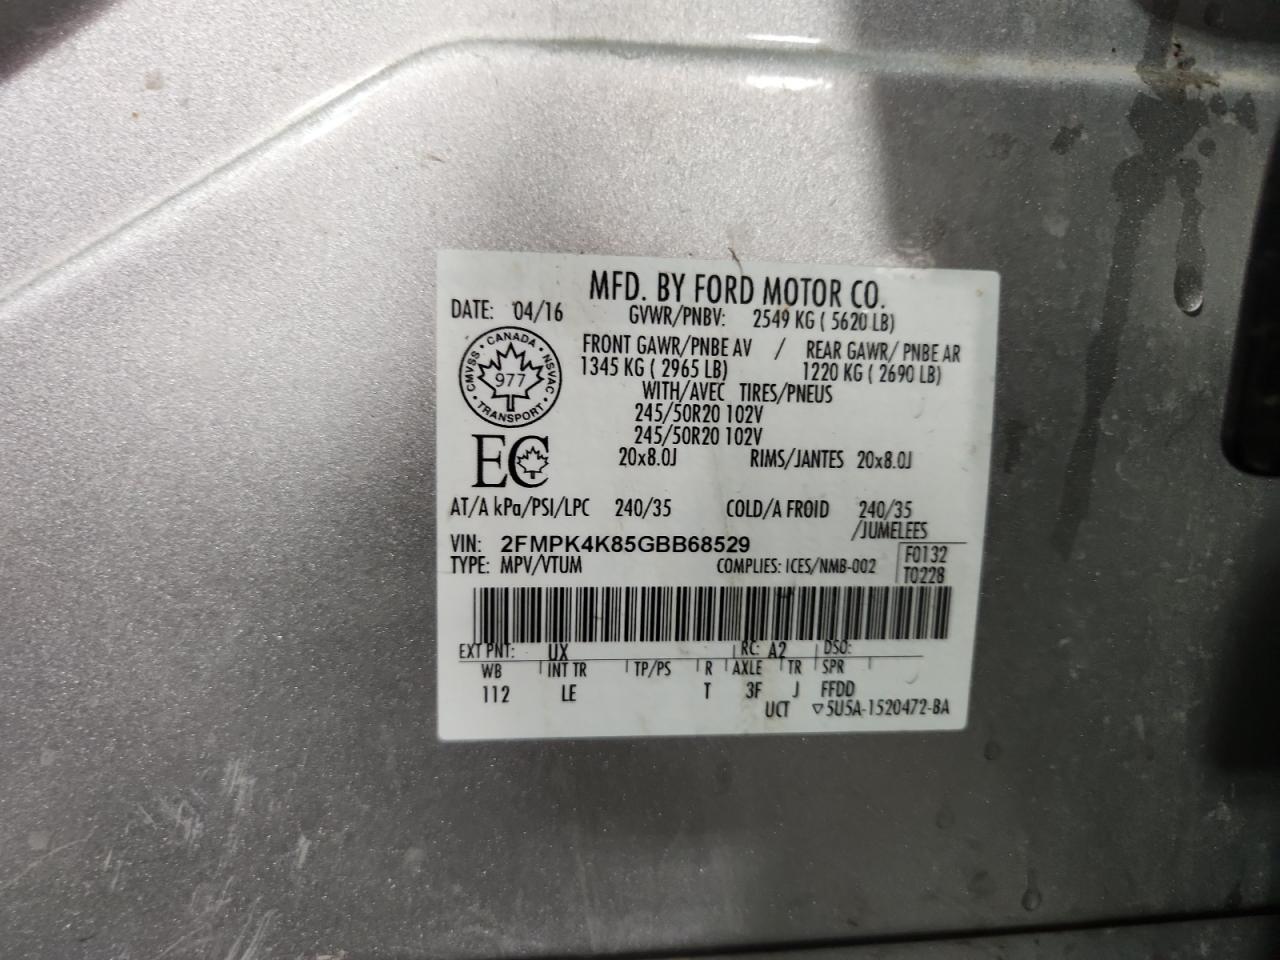 MFD. BY FORD MOTOR CO.
DATE: 04/16 GVWR/PNBV: 2549 KG ( 5620 LB)
FRONT GAWR/PNBE AV / REAR GAWR/ PNBE AR
1345 KG ( 2965 LB) 1220 KG ( 2690 LB)
WITH/AVEC TIRES/PNEUS
245/50R20 102V
245/50R20 102V
20x8.0J RIMS/JANTES 20x8.0J
CANADA
CMVSS NSVAC
977
TRANSPORT
EC
AT/A kPa/PSI/LPC 240/35 COLD/A FROID 240/35
/JUMELEES
VIN: 2FMPK4K85GBB68529
F0132
TYPE: MPV/VTUM COMPLIES: ICES/NMB-002
T0228
EXT PNT: UX RC: A2 DSO:
WB INT TR TP/PS R AXLE TR SPR
112 LE T 3F J FFDD
UCT ▽5U5A-1520472-BA